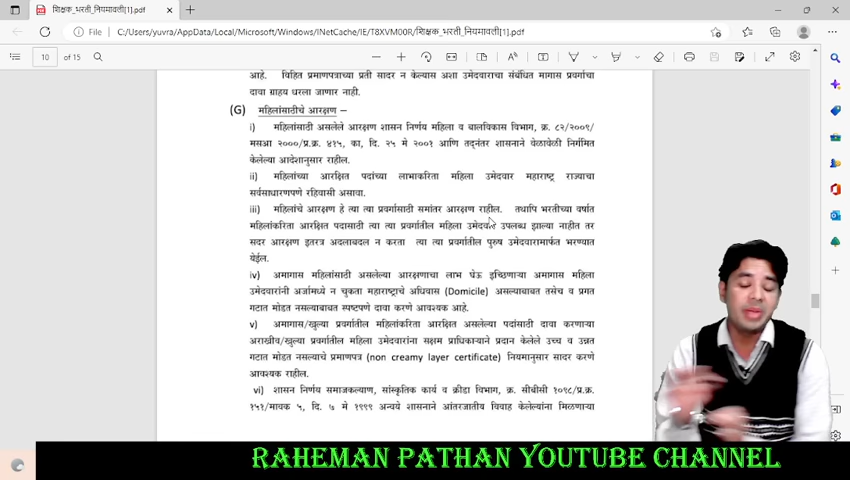 शिक्षक_भरती_नियमावली[1].pdf
File
C:/Users/yuvra/AppData/Local/Microsoft/Windows/INetCache/IE/T8XVM00R/शिक्षक_भरती_नियमावली[1].pdf
10 of 15
आहे. विहित प्रमाणपत्राच्या प्रती सादर न केल्यास अशा उमेदवाराचा संबंधित मागास प्रवर्गाचा
दावा ग्राहय धरला जाणार नाही.
(G) महिलांसाठीचे आरक्षण –
i) महिलांसाठी असलेले आरक्षण शासन निर्णय महिला व बालविकास विभाग, क्र. ८२/२००१/
मसआ २०००/प्र.क्र. ४१५, का, दि. २५ मे २००१ आणि तद्नंतर शासनाने वेळोवेळी निर्गमित
केलेल्या आदेशानुसार राहील.
ii) महिलांच्या आरक्षित पदांच्या लाभाकरिता महिला उमेदवार महाराष्ट्र राज्याचा
सर्वसाधारणपणे रहिवासी असावा.
iii) महिलांचे आरक्षण हे त्या त्या प्रवर्गासाठी समांतर आरक्षण राहील. तथापि भरतीच्या वर्षात
महिलांकरिता आरक्षित पदासाठी त्या त्या प्रवर्गातील महिला उमेदवार उपलब्ध झाल्या नाहीत तर
सदर आरक्षण इतरत्र अदलाबदल न करता त्या त्या प्रवर्गातील पुरुष उमेदवारामार्फत भरण्यात
येईल.
iv) अमागास महिलांसाठी असलेल्या आरक्षणाचा लाभ घेऊ इच्छिणाऱ्या अमागास महिला
उमेदवारांनी अर्जामध्ये न चुकता महाराष्ट्राचे अधिवास (Domicile) असल्याबाबत तसेच व प्रगत
गटात मोडत नसल्याबाबत स्पष्टपणे दावा करणे आवश्यक आहे.
v) अमागास/खुल्या प्रवर्गातील महिलांकरिता आरक्षित असलेल्या पदांसाठी दावा करणाऱ्या
अराखीव/खुल्या प्रवर्गातील महिला उमेदवारांना सक्षम प्राधिकाऱ्याने प्रदान केलेले उच्च व उन्नत
गटात मोडत नसल्याचे प्रमाणपत्र (non creamy layer certificate) नियमानुसार सादर करणे
आवश्यक राहील.
vi) शासन निर्णय समाजकल्याण, सांस्कृतिक कार्य व क्रीडा विभाग, क्र. सीबीसी १०९८/प्र.क्र.
१५१/मावक ५, दि. ७ मे १९९९ अन्वये शासनाने आंतरजातीय विवाह केलेल्यांना मिळणाऱ्या
RAHEMAN PATHAN YOUTUBE CHANNEL